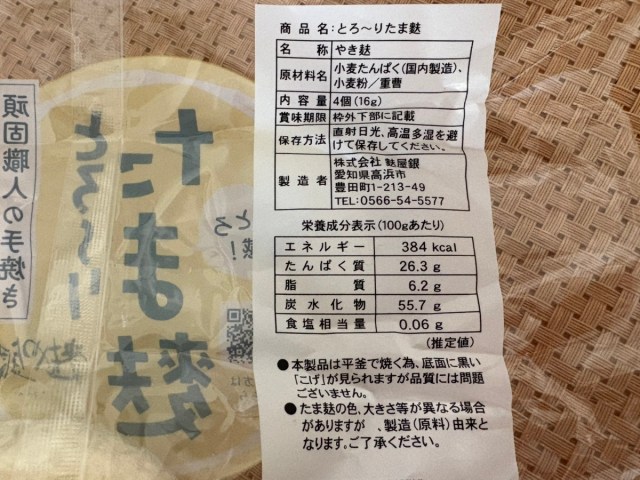 商品名：とろ～りたま麩
名称 やき麩
原材料名 小麦たんぱく(国内製造)、
小麦粉／重曹
内容量 4個(16g)
賞味期限 枠外下部に記載
保存方法 直射日光、高温多湿を避
けて保存してください。
製造者 株式会社 麩屋銀
愛知県高浜市
豊田町1-213-49
TEL：0566-54-5577
栄養成分表示(100gあたり)
エネルギー 384 kcal
たんぱく質 26.3 g
脂質 6.2 g
炭水化物 55.7 g
食塩相当量 0.06 g
(推定値)
●本製品は平釜で焼く為、底面に黒い
「こげ」が見られますが品質には問題
ございません。
●たま麩の色、大きさ等が異なる場合
がありますが 、製造(原料)由来と
なります。ご了承ください。
とろ～り
たま麩
頑固職人の手焼き